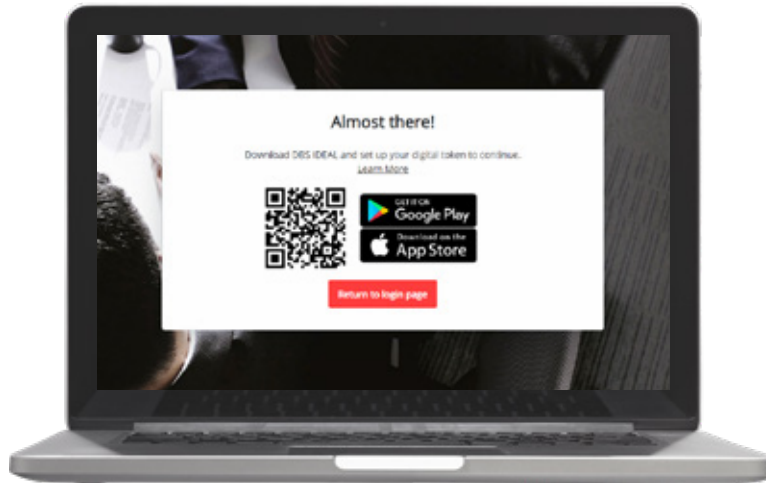 Almost there!
Download DBS IDEAL and set up your digital token to continue.
Learn More
GET IT ON
Google Play
Download on the
App Store
Return to login page